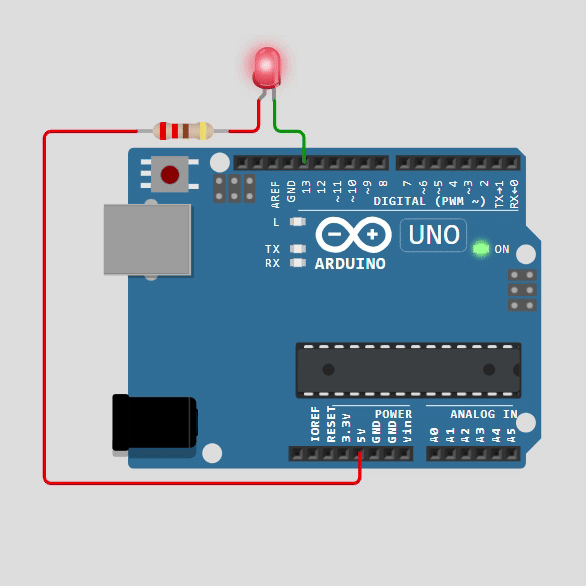 AREF
GND
13
12
~11
~10
~9
8
7
~6
~5
4
~3
2
TX→1
RX←0
DIGITAL (PWM ~)
L
TX
RX
UNO
ON
ARDUINO
IOREF
RESET
3.3V
5V
GND
GND
Vin
POWER
ANALOG IN
A0
A1
A2
A3
A4
A5